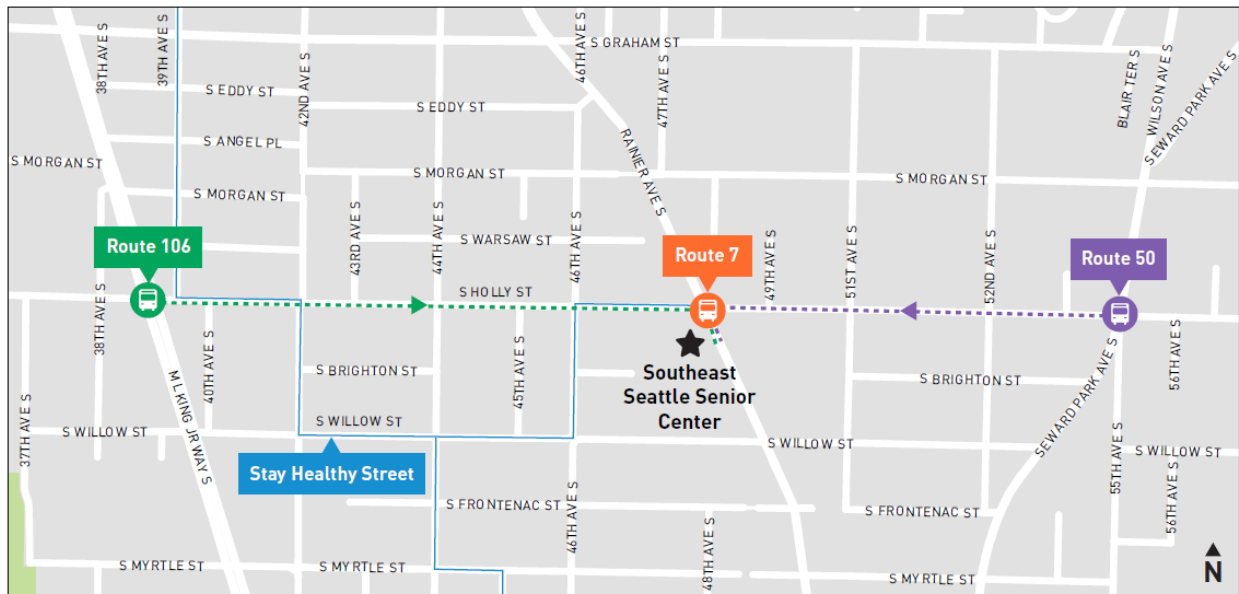 38TH AVE S
39TH AVE S
46TH AVE S
S GRAHAM ST
BLAIR TER S
WILSON AVE S
SEWARD PARK AVE S
S EDDY ST
42ND AVE S
S EDDY ST
47TH AVE S
RAINIER AVE S
S ANGEL PL
S MORGAN ST
S MORGAN ST
S MORGAN ST
S MORGAN ST
Route 106
43RD AVE S
44TH AVE S
S WARSAW ST
46TH AVE S
Route 7
49TH AVE S
51ST AVE S
52ND AVE S
Route 50
S HOLLY ST
38TH AVE S
40TH AVE S
S BRIGHTON ST
45TH AVE S
Southeast
Seattle Senior
Center
S BRIGHTON ST
SEWARD PARK AVE S
56TH AVE S
37TH AVE S
S WILLOW ST
M L KING JR WAY S
S WILLOW ST
S WILLOW ST
S WILLOW ST
Stay Healthy Street
55TH AVE S
56TH AVE S
S FRONTENAC ST
46TH AVE S
48TH AVE S
S FRONTENAC ST
S MYRTLE ST
S MYRTLE ST
S MYRTLE ST
N